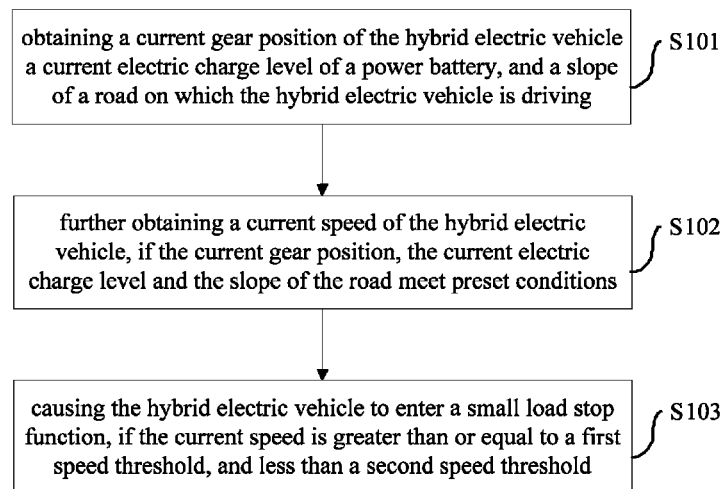 obtaining a current gear position of the hybrid electric vehicle
a current electric charge level of a power battery, and a slope
of a road on which the hybrid electric vehicle is driving
S101
further obtaining a current speed of the hybrid electric
vehicle, if the current gear position, the current electric
charge level and the slope of the road meet preset conditions
S102
causing the hybrid electric vehicle to enter a small load stop
function, if the current speed is greater than or equal to a first
speed threshold, and less than a second speed threshold
S103